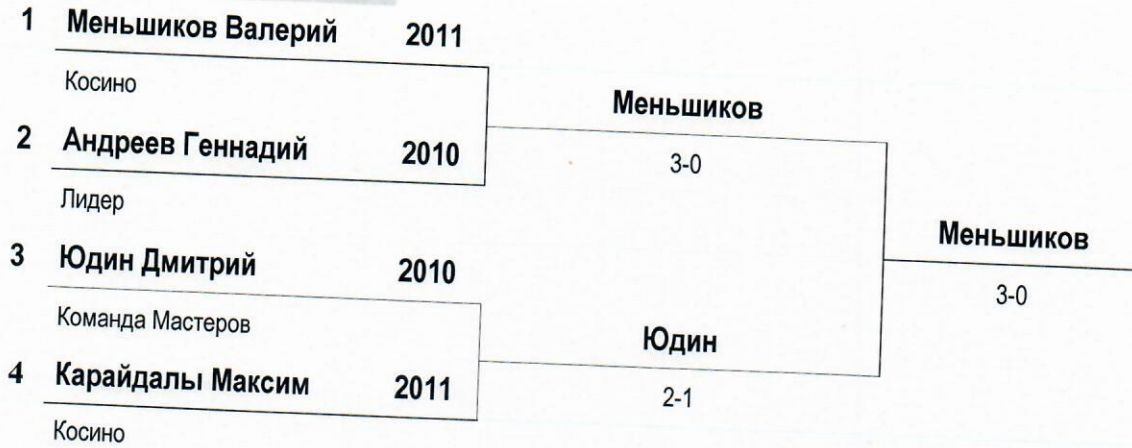 1 Меньшиков Валерий 2011
Косино
2 Андреев Геннадий 2010
Лидер
3 Юдин Дмитрий 2010
Команда Мастеров
4 Карайдалы Максим 2011
Косино
Меньшиков
3-0
Юдин
2-1
Меньшиков
3-0